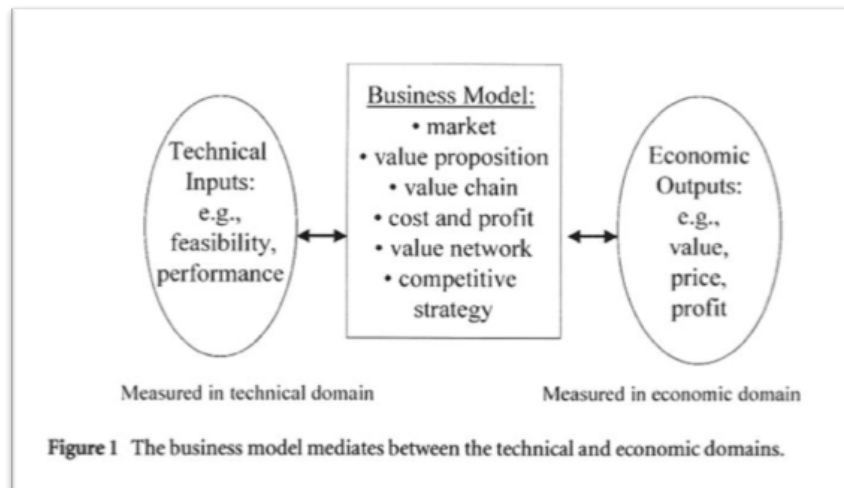 Technical
Inputs:
e.g.,
feasibility,
performance
Business Model:
• market
• value proposition
• value chain
• cost and profit
• value network
• competitive
strategy
Economic
Outputs:
e.g.,
value,
price,
profit
Measured in technical domain
Measured in economic domain
Figure 1 The business model mediates between the technical and economic domains.